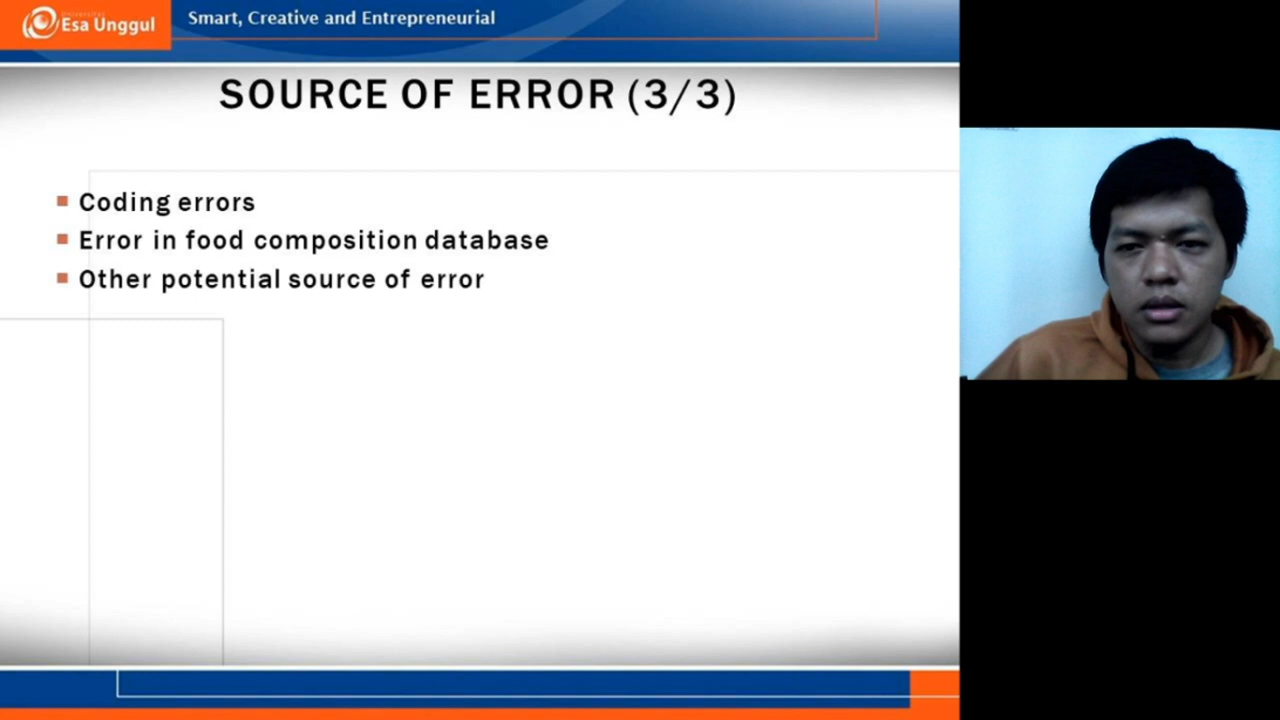 Universitas
Esa Unggul
Smart, Creative and Entrepreneurial
SOURCE OF ERROR (3/3)
Coding errors
Error in food composition database
Other potential source of error